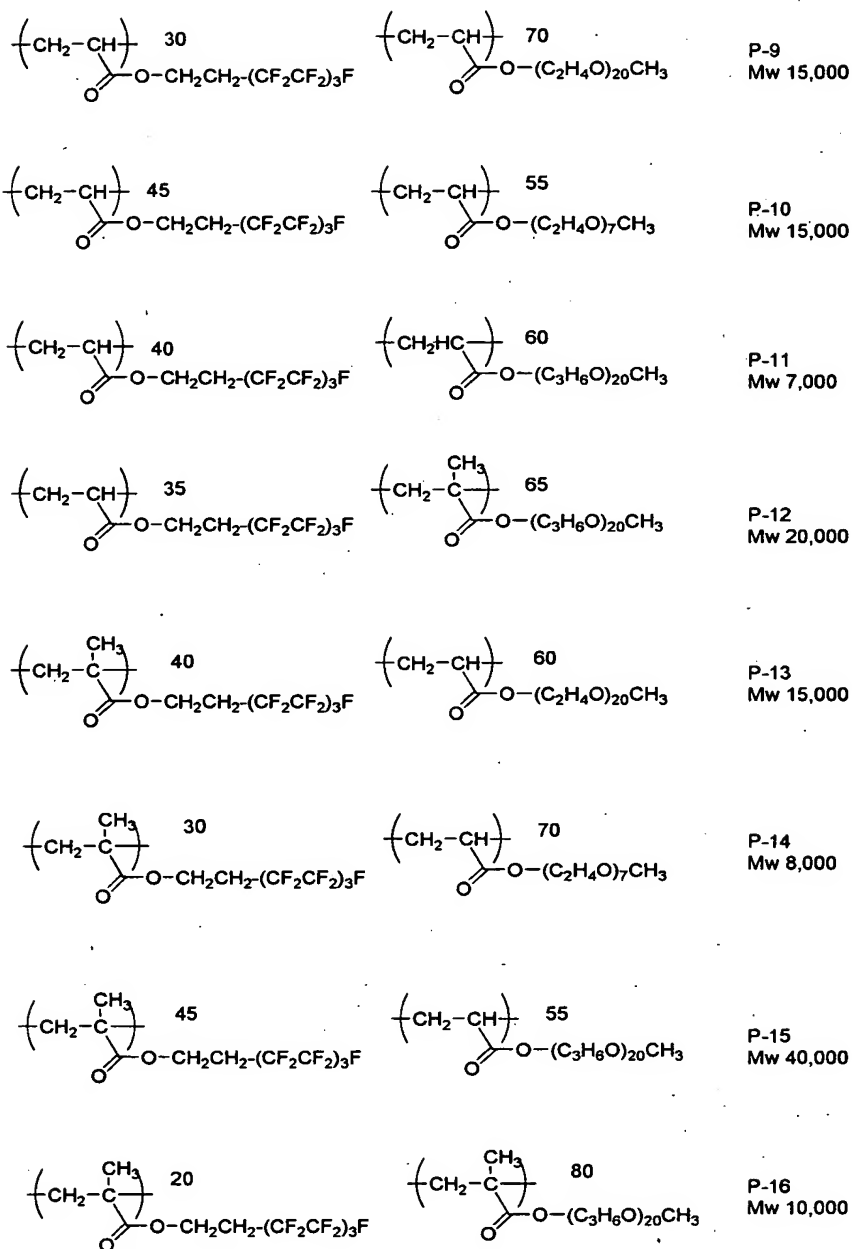 30 70 P-9
(CH₂-CH) (CH₂-CH) Mw 15,000
O O-CH₂CH₂-(CF₂CF₂)₃F O O-(C₂H₄O)₂₀CH₃
45 55 P-10
(CH₂-CH) (CH₂-CH) Mw 15,000
O O-CH₂CH₂-(CF₂CF₂)₃F O O-(C₂H₄O)₇CH₃
40 60 P-11
(CH₂-CH) (CH₂HC) Mw 7,000
O O-CH₂CH₂-(CF₂CF₂)₃F O O-(C₃H₆O)₂₀CH₃
35 CH₃ 65 P-12
(CH₂-CH) (CH₂-C) Mw 20,000
O O-CH₂CH₂-(CF₂CF₂)₃F O O-(C₃H₆O)₂₀CH₃
CH₃ 40 60 P-13
(CH₂-C) (CH₂-CH) Mw 15,000
O O-CH₂CH₂-(CF₂CF₂)₃F O O-(C₂H₄O)₂₀CH₃
CH₃ 30 70 P-14
(CH₂-C) (CH₂-CH) Mw 8,000
O O-CH₂CH₂-(CF₂CF₂)₃F O O-(C₂H₄O)₇CH₃
CH₃ 45 55 P-15
(CH₂-C) (CH₂-CH) Mw 40,000
O O-CH₂CH₂-(CF₂CF₂)₃F O O-(C₃H₆O)₂₀CH₃
CH₃ 20 CH₃ 80 P-16
(CH₂-C) (CH₂-C) Mw 10,000
O O-CH₂CH₂-(CF₂CF₂)₃F O O-(C₃H₆O)₂₀CH₃